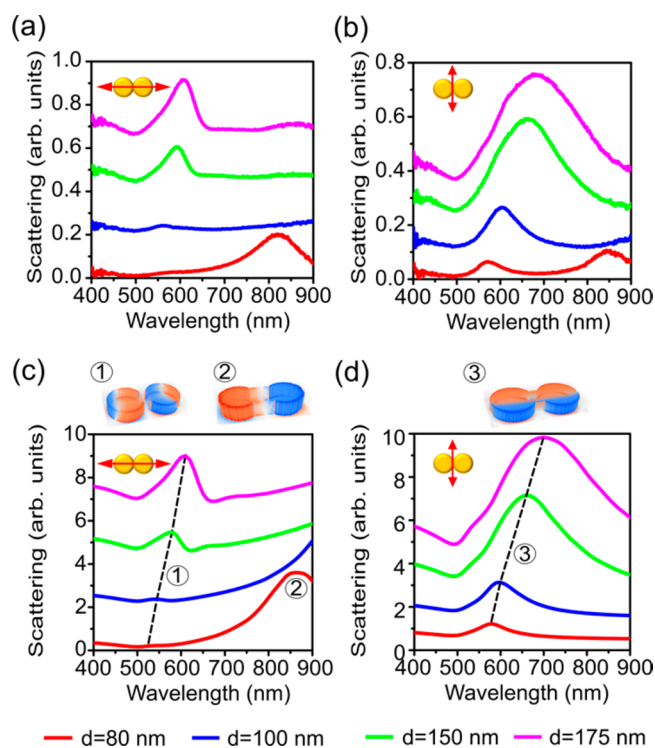 (a)
Scattering (arb. units)
1.0
0.8
0.6
0.4
0.2
0.0
400 500 600 700 800 900
Wavelength (nm)
(b)
Scattering (arb. units)
0.8
0.6
0.4
0.2
0.0
400 500 600 700 800 900
Wavelength (nm)
(c)
① ②
Scattering (arb. units)
10
8
6
4
2
0
①
②
400 500 600 700 800 900
Wavelength (nm)
(d)
③
Scattering (arb. units)
10
8
6
4
2
0
③
400 500 600 700 800 900
Wavelength (nm)
d=80 nm d=100 nm d=150 nm d=175 nm